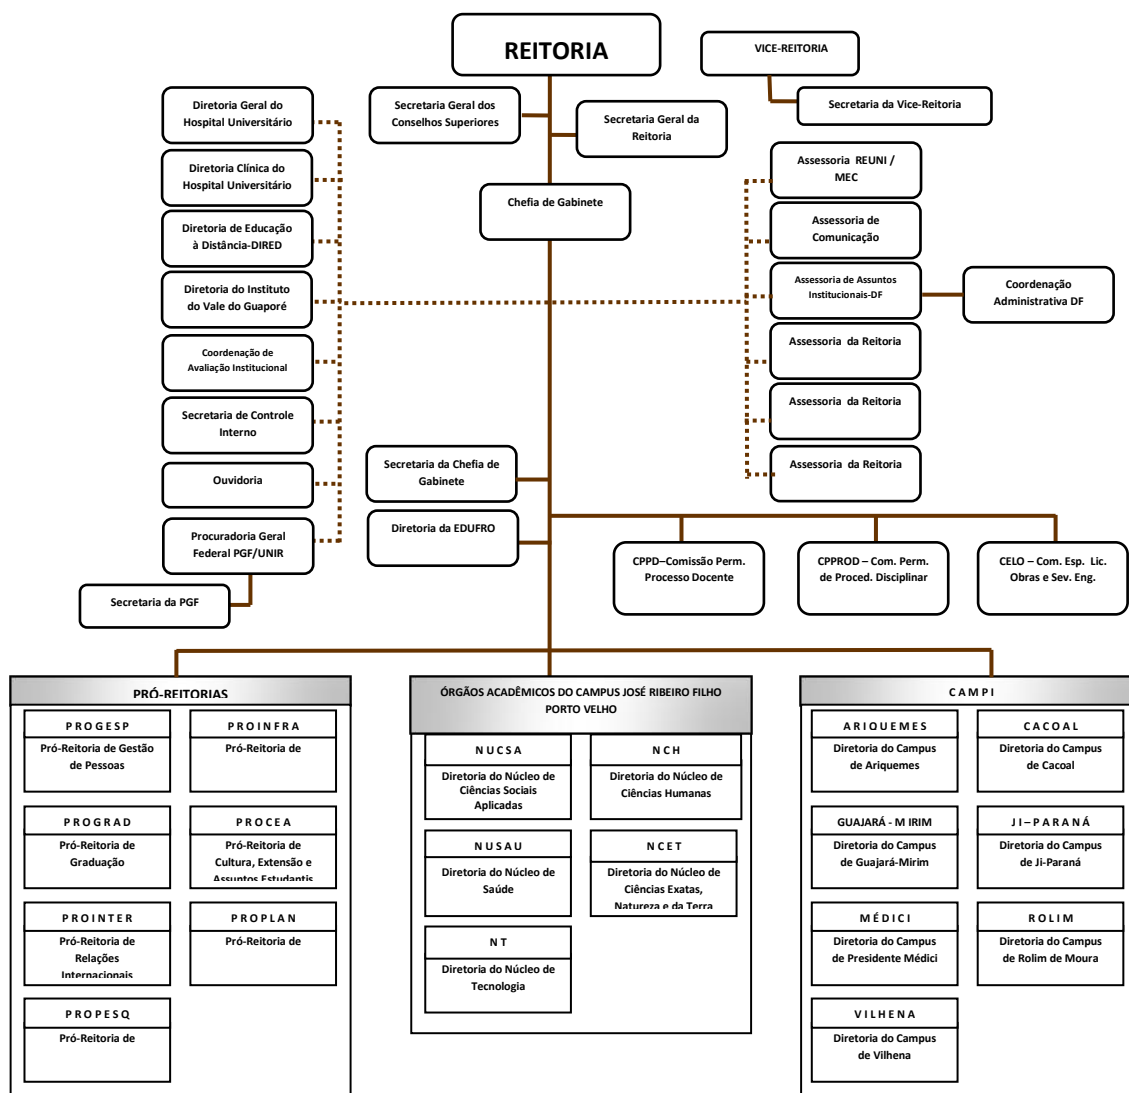 REITORIA
VICE-REITORIA
Secretaria da Vice-Reitoria
Secretaria Geral dos
Conselhos Superiores
Secretaria Geral da
Reitoria
Chefia de Gabinete
Diretoria Geral do
Hospital Universitário
Diretoria Clínica do
Hospital Universitário
Diretoria de Educação
à Distância-DIRED
Diretoria do Instituto
do Vale do Guaporé
Coordenação de
Avaliação Institucional
Secretaria de Controle
Interno
Ouvidoria
Procuradoria Geral
Federal PGF/UNIR
Secretaria da PGF
Assessoria REUNI /
MEC
Assessoria de
Comunicação
Assessoria de Assuntos
Institucionais-DF
Coordenação
Administrativa DF
Assessoria da Reitoria
Assessoria da Reitoria
Assessoria da Reitoria
Secretaria da Chefia de
Gabinete
Diretoria da EDUFRO
CPPD–Comissão Perm.
Processo Docente
CPPROD – Com. Perm.
de Proced. Disciplinar
CELO – Com. Esp. Lic.
Obras e Sev. Eng.
PRÓ-REITORIAS
PROGESP
Pró-Reitoria de Gestão
de Pessoas
PROINFRA
Pró-Reitoria de
PROGRAD
Pró-Reitoria de
Graduação
PROCEA
Pró-Reitoria de
Cultura, Extensão e
Assuntos Estudantis
PROINTER
Pró-Reitoria de
Relações
Internacionais
PROPLAN
Pró-Reitoria de
PROPESQ
Pró-Reitoria de
ÓRGÃOS ACADÊMICOS DO CAMPUS JOSÉ RIBEIRO FILHO
PORTO VELHO
NUCSA
Diretoria do Núcleo de
Ciências Sociais
Aplicadas
NCH
Diretoria do Núcleo de
Ciências Humanas
NUSAU
Diretoria do Núcleo de
Saúde
NCET
Diretoria do Núcleo de
Ciências Exatas,
Natureza e da Terra
NT
Diretoria do Núcleo de
Tecnologia
CAMPI
ARIQUEMES
Diretoria do Campus
de Ariquemes
CACOAL
Diretoria do Campus
de Cacoal
GUAJARÁ - MIRIM
Diretoria do Campus
de Guajará-Mirim
JI–PARANÁ
Diretoria do Campus
de Ji-Paraná
MÉDICI
Diretoria do Campus
de Presidente Médici
ROLIM
Diretoria do Campus
de Rolim de Moura
VILHENA
Diretoria do Campus
de Vilhena